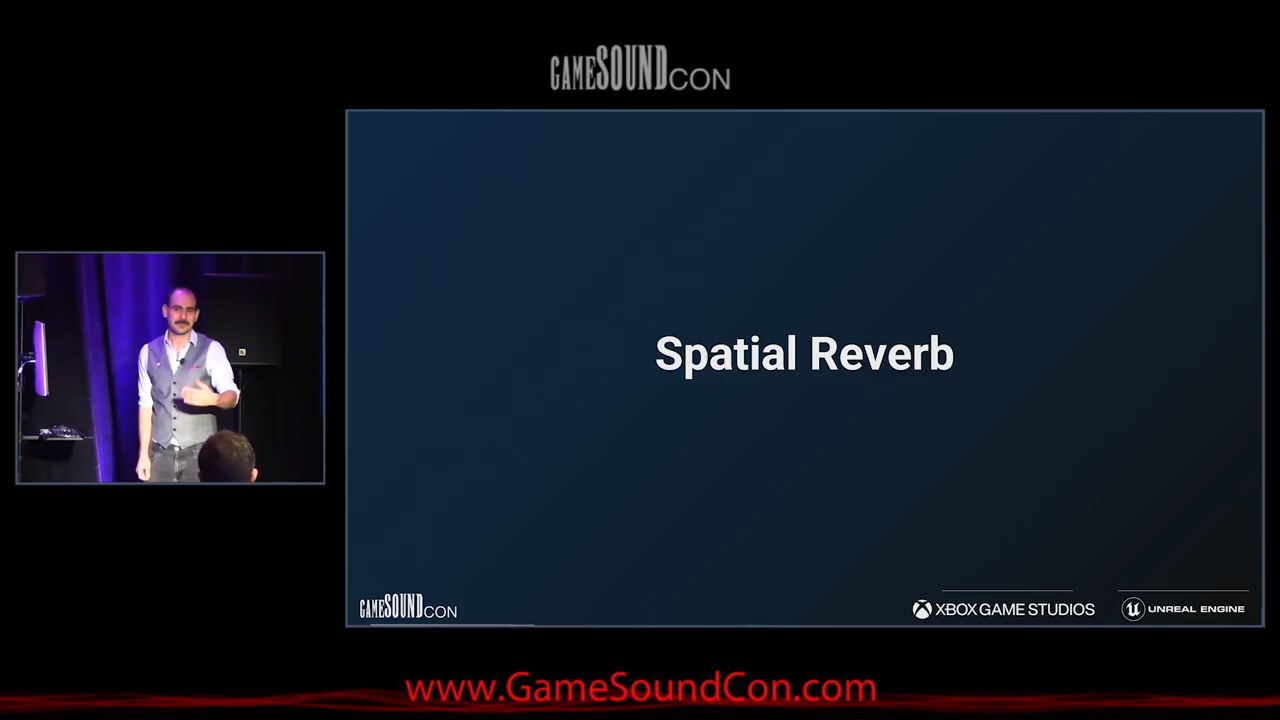 GAMESOUNDCON
Spatial Reverb
GAMESOUNDCON
XBOX GAME STUDIOS
UNREAL ENGINE
www.GameSoundCon.com